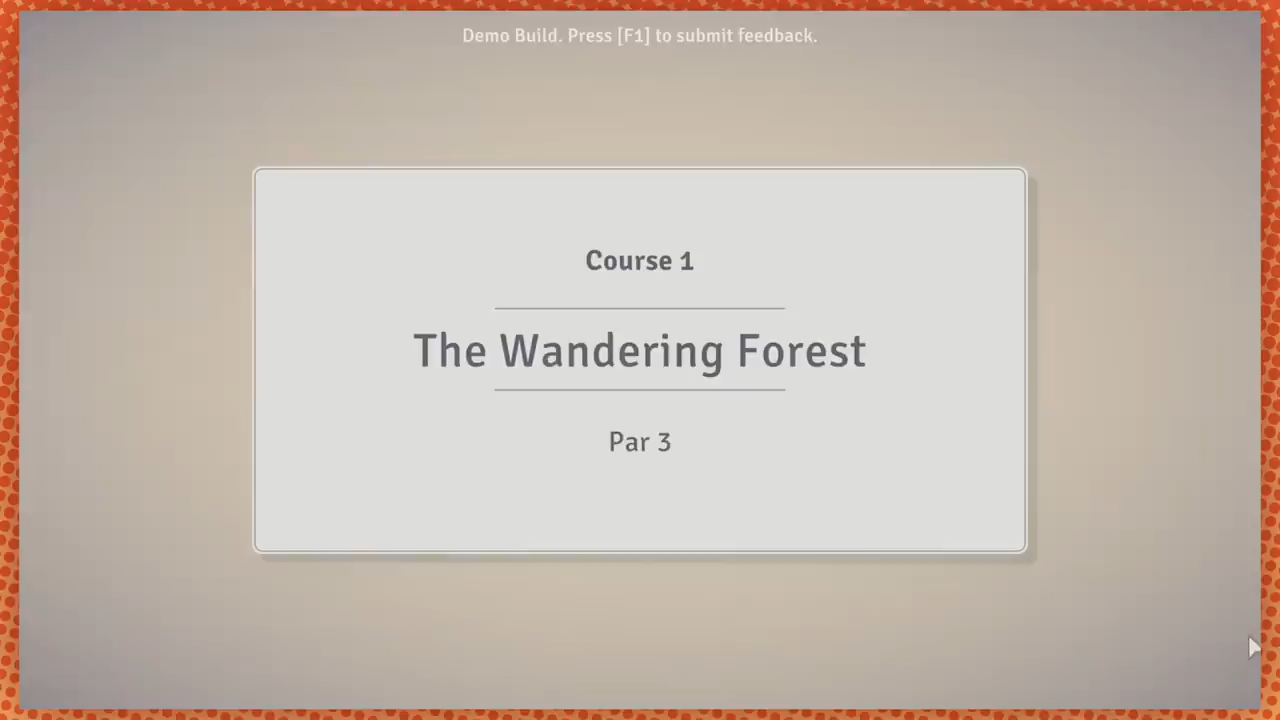 Demo Build. Press [F1] to submit feedback.
Course 1
The Wandering Forest
Par 3